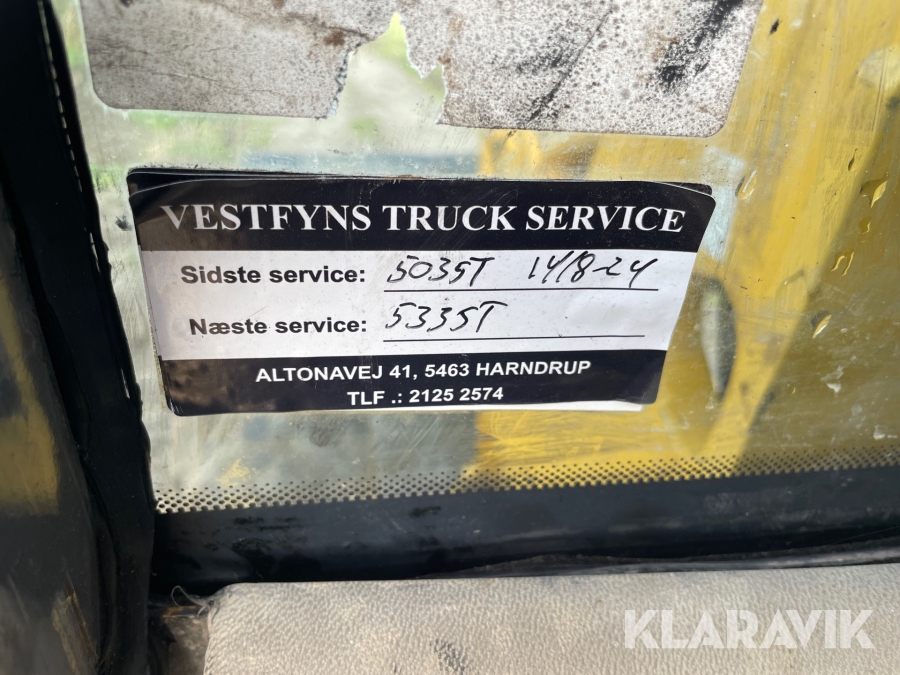 VESTFYNS TRUCK SERVICE
Sidste service: 5035T 14/8-24
Næste service: 5335T
ALTONAVEJ 41, 5463 HARNDRUP
TLF .: 2125 2574
KLARAVIK